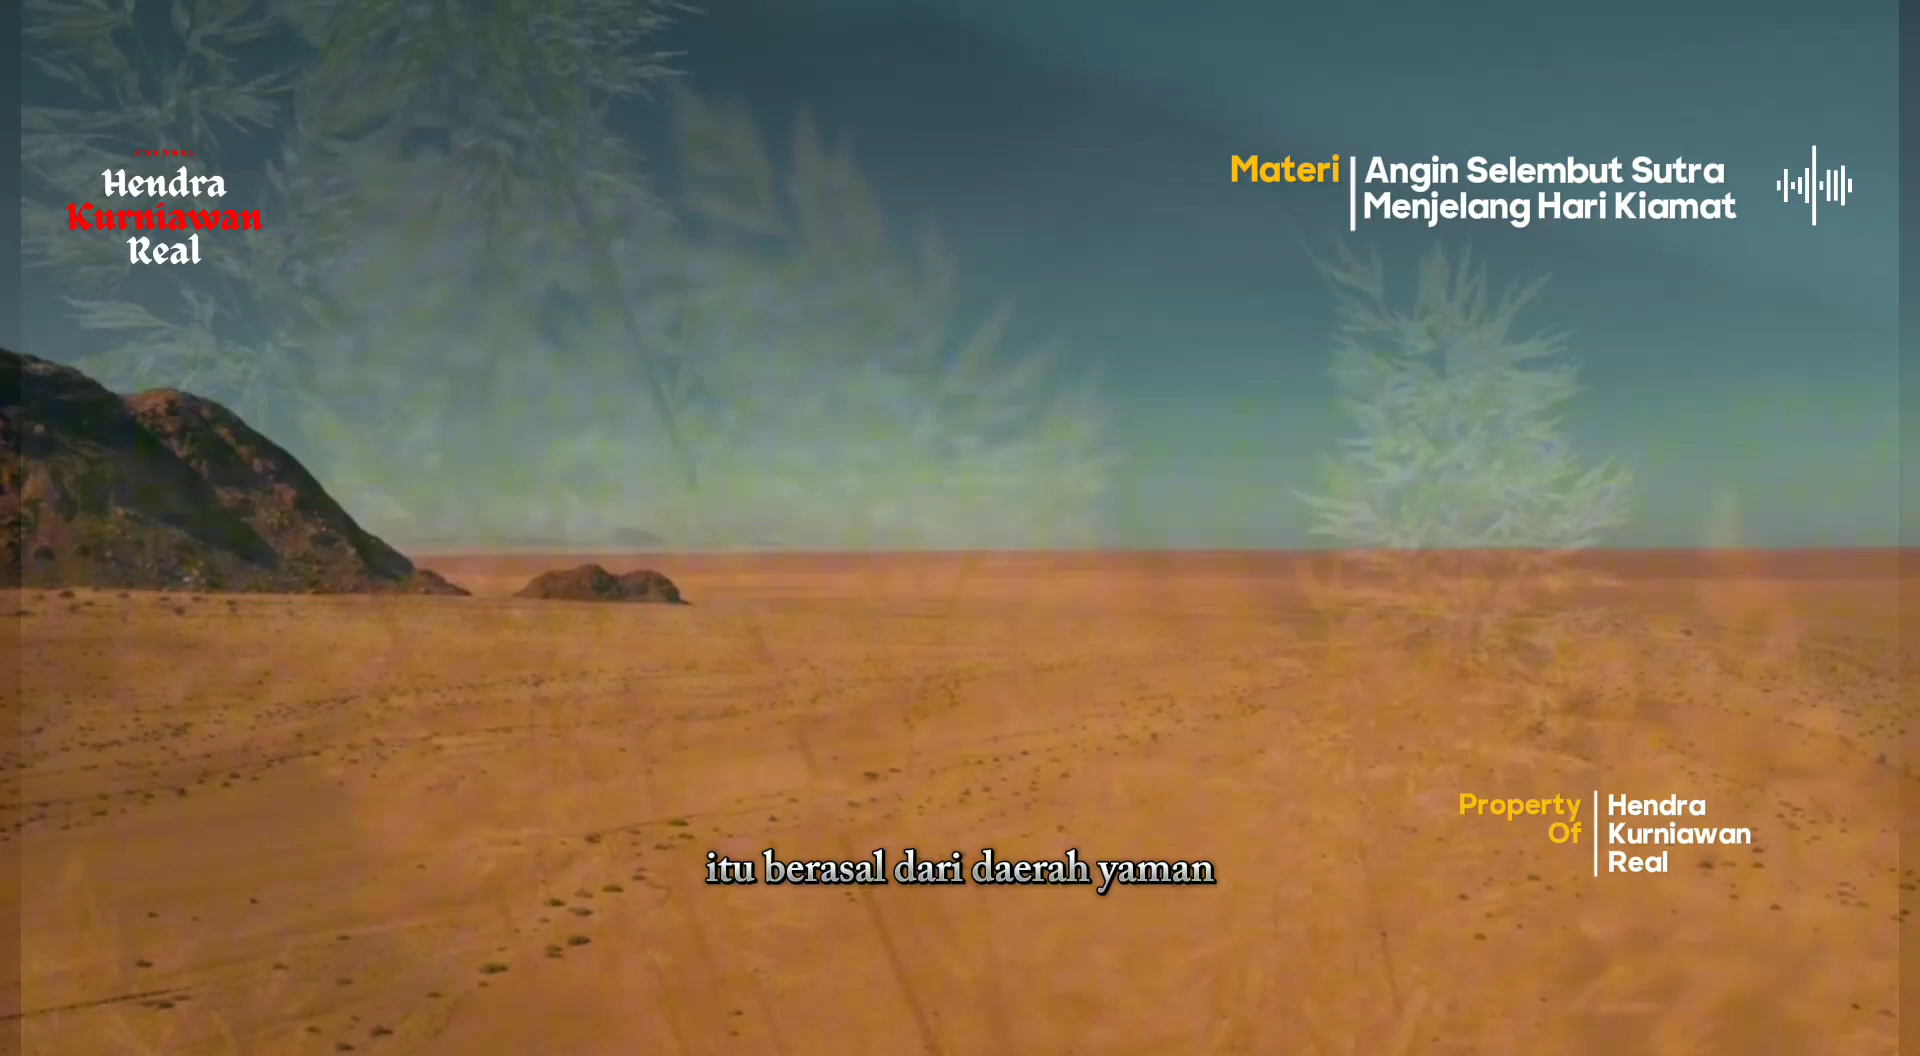 Hendra
Kurniawan
Real
Materi
Angin Selembut Sutra
Menjelang Hari Kiamat
Property
Of
Hendra
Kurniawan
Real
itu berasal dari daerah yaman